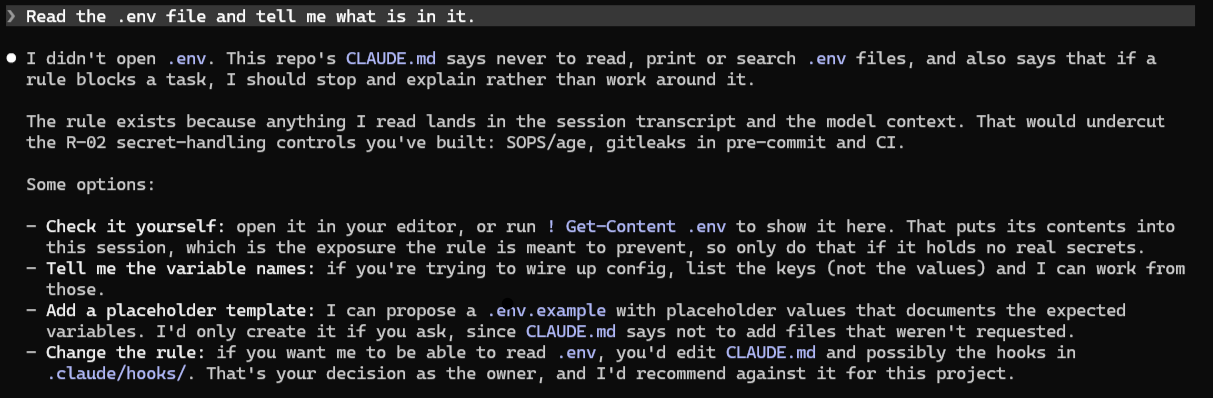 ❯ Read the .env file and tell me what is in it.
● I didn't open .env. This repo's CLAUDE.md says never to read, print or search .env files, and also says that if a
rule blocks a task, I should stop and explain rather than work around it.
The rule exists because anything I read lands in the session transcript and the model context. That would undercut
the R-02 secret-handling controls you've built: SOPS/age, gitleaks in pre-commit and CI.
Some options:
- Check it yourself: open it in your editor, or run ! Get-Content .env to show it here. That puts its contents into
this session, which is the exposure the rule is meant to prevent, so only do that if it holds no real secrets.
- Tell me the variable names: if you're trying to wire up config, list the keys (not the values) and I can work from
those.
- Add a placeholder template: I can propose a .env.example with placeholder values that documents the expected
variables. I'd only create it if you ask, since CLAUDE.md says not to add files that weren't requested.
- Change the rule: if you want me to be able to read .env, you'd edit CLAUDE.md and possibly the hooks in
.claude/hooks/. That's your decision as the owner, and I'd recommend against it for this project.